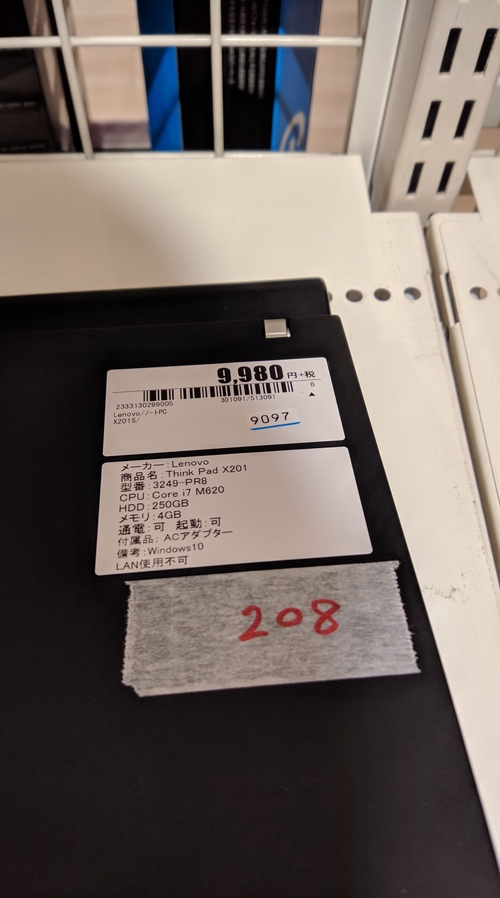 9,980円+税
2333130299005
301091/513091
8
Lenovo/ノートPC
▲
X201S/
9097
メーカー:Lenovo
商品名:Think Pad X201
型番:3249-PR8
CPU:Core i7 M620
HDD:250GB
メモリ:4GB
通電:可 起動:可
付属品:ACアダプター
備考:Windows10
LAN使用不可
208